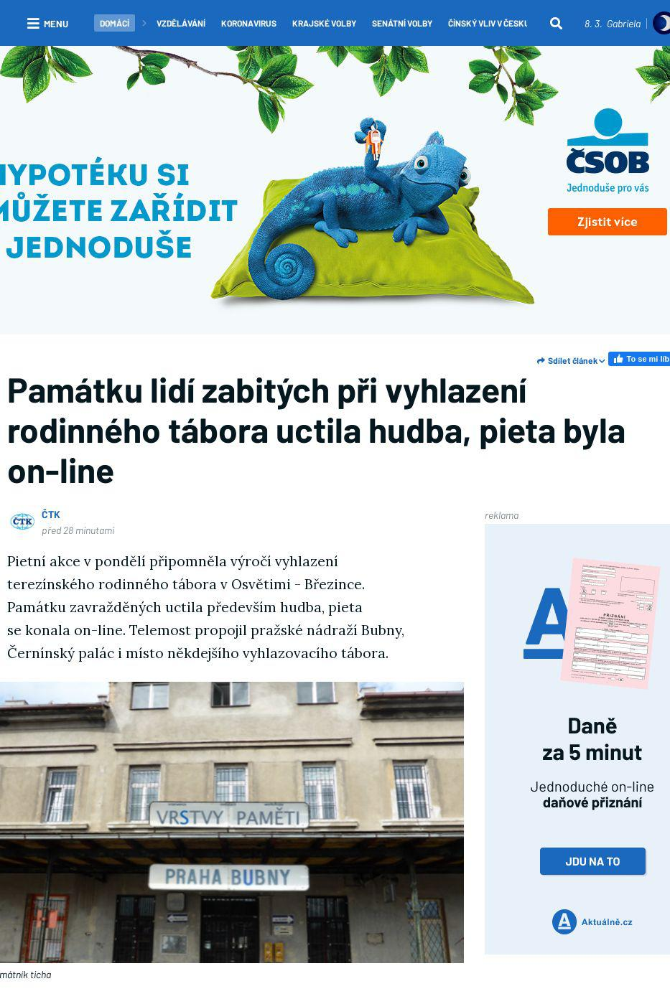 MENU
DOMÁCÍ
VZDĚLÁVÁNÍ
KORONAVIRUS
KRAJSKÉ VOLBY
SENÁTNÍ VOLBY
ČÍNSKÝ VLIV V ČESKU
8. 3. Gabriela
HYPOTÉKU SI
MŮŽETE ZAŘÍDIT
JEDNODUŠE
ČSOB
Jednoduše pro vás
Zjistit více
Sdílet článek
To se mi líb
Památku lidí zabitých při vyhlazení
rodinného tábora uctila hudba, pieta byla
on-line
ČTK
ČTK
před 28 minutami
Pietní akce v pondělí připomněla výročí vyhlazení
terezínského rodinného tábora v Osvětimi - Březince.
Památku zavražděných uctila především hudba, pieta
se konala on-line. Telemost propojil pražské nádraží Bubny,
Černínský palác i místo někdejšího vyhlazovacího tábora.
VRSTVY PAMĚTI
PRAHA BUBNY
mátník ticha
reklama
PŘIZNÁNÍ
Daně
za 5 minut
Jednoduché on-line
daňové přiznání
JDU NA TO
Aktuálně.cz